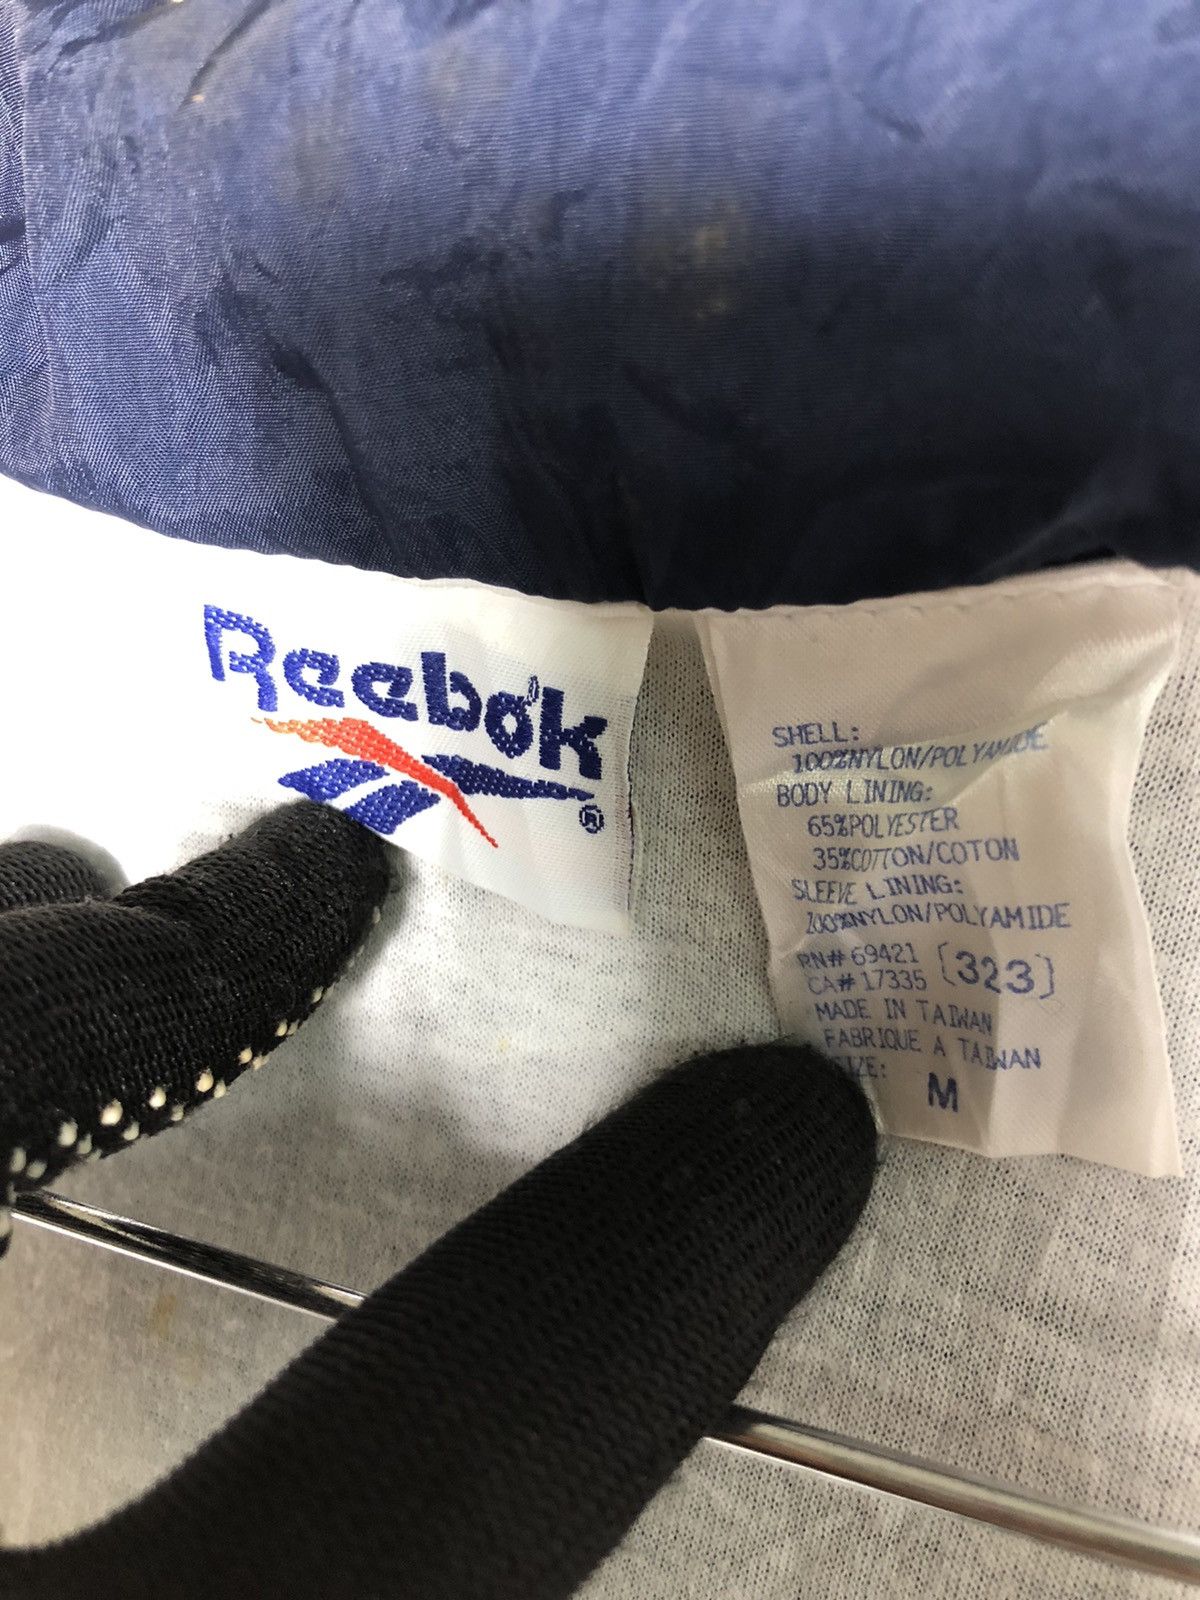 Reebok
®
SHELL:
100%NYLON/POLYAMIDE
BODY LINING:
65%POLYESTER
35%COTTON/COTON
SLEEVE LINING:
100%NYLON/POLYAMIDE
RN# 69421 [323]
CA# 17335
MADE IN TAIWAN
FABRIQUE A TAIWAN
SIZE:
M